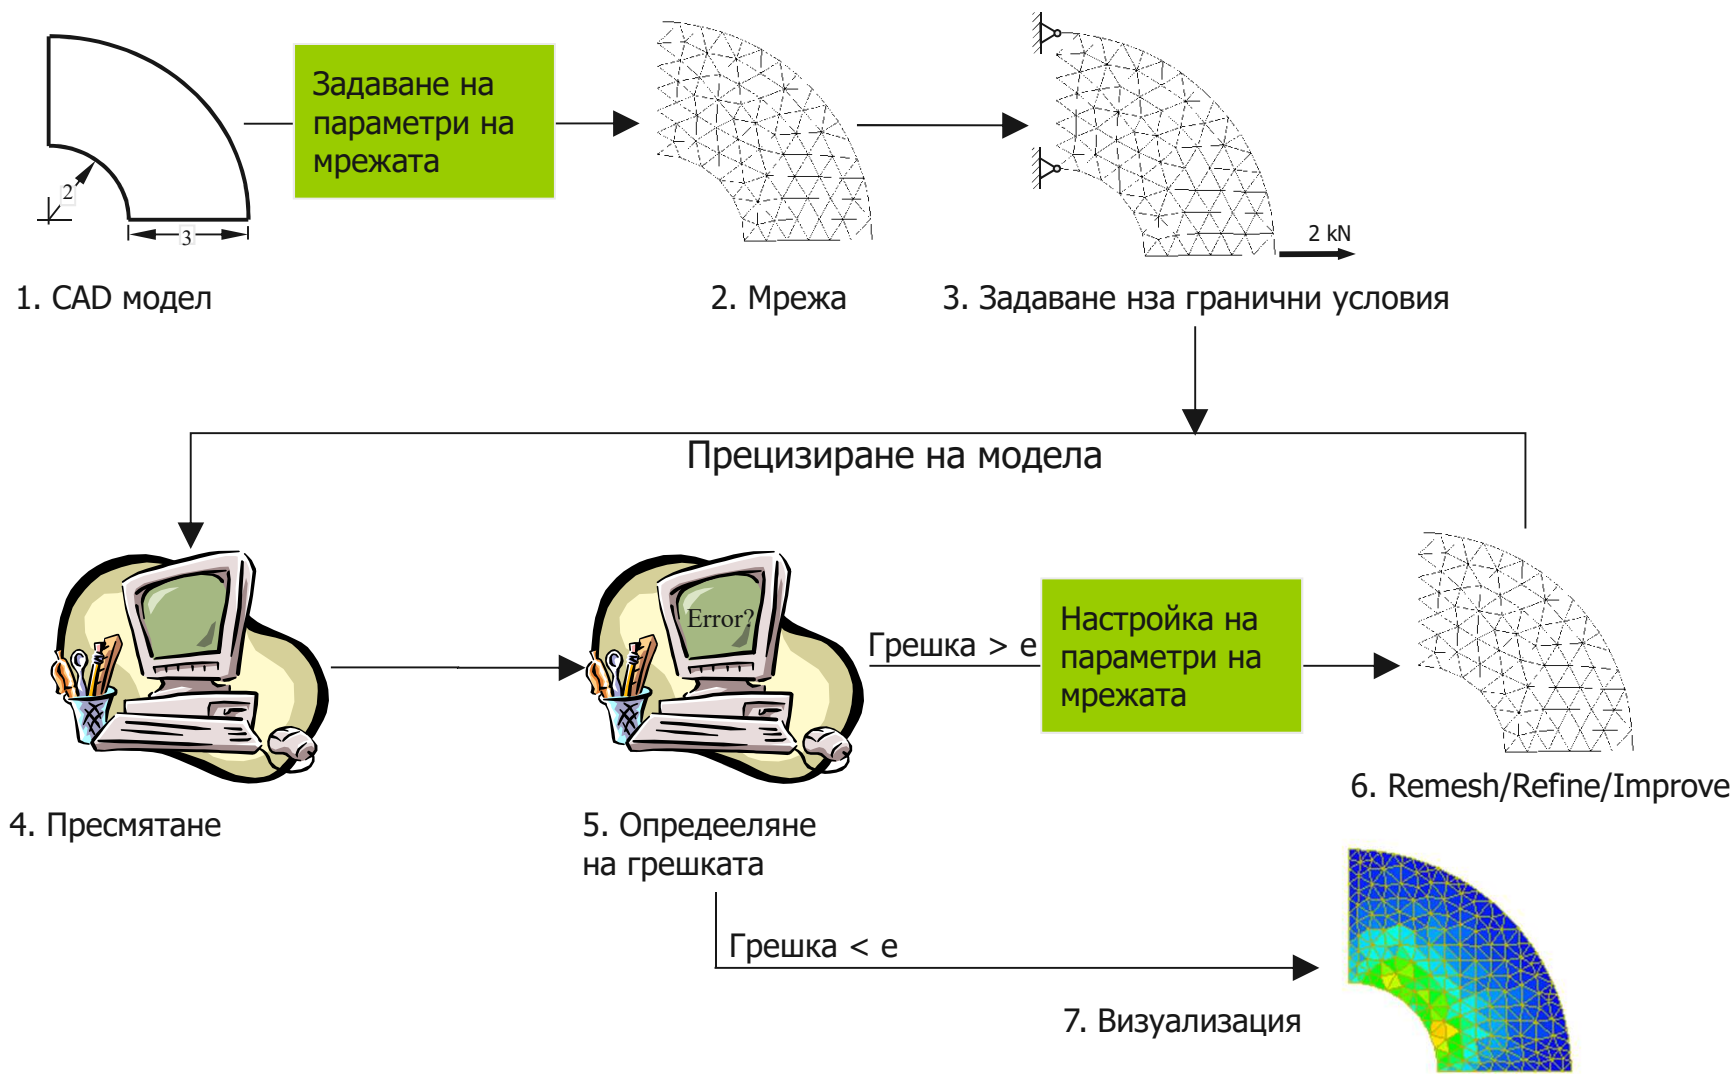 Задаване на
параметри на
мрежата
2
3
2 kN
1. CAD модел
2. Мрежа
3. Задаване нза гранични условия
Прецизиране на модела
Error?
Грешка > е
Настройка на
параметри на
мрежата
6. Remesh/Refine/Improve
4. Пресмятане
5. Опредееляне
на грешката
Грешка < е
7. Визуализация